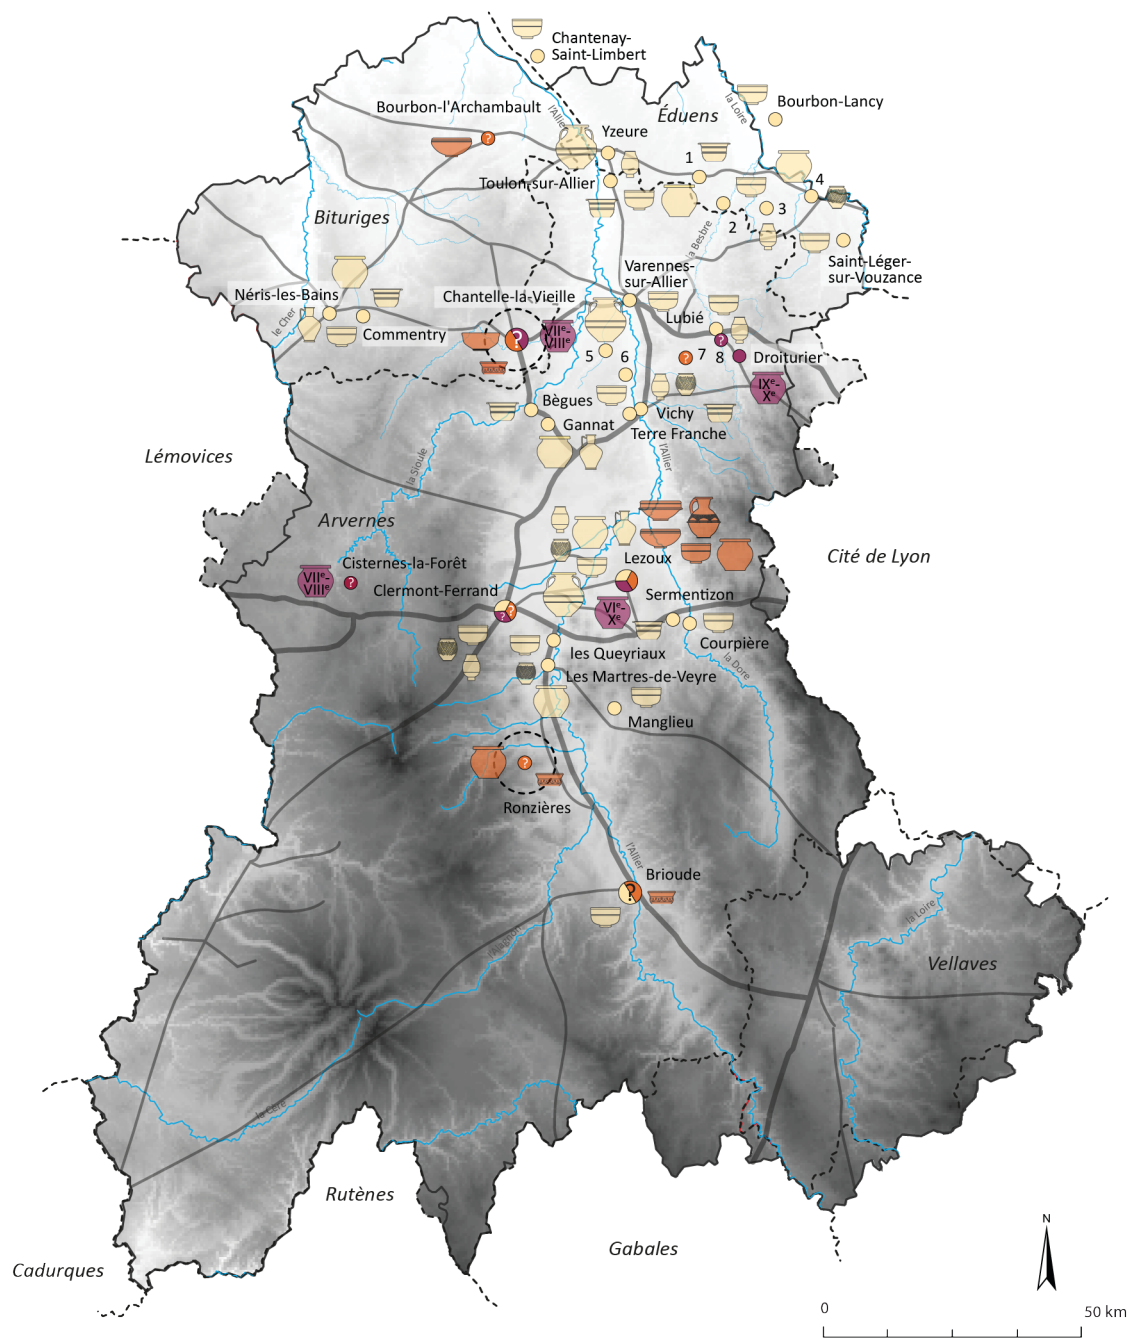 Chantenay-
Saint-Limbert
Bourbon-l'Archambault
l'Allier
Éduens
la Loire
Bourbon-Lancy
Yzeure
1
Toulon-sur-Allier
4
3
2
Bituriges
la Besbre
Saint-Léger-
sur-Vouzance
Varennes-
sur-Allier
Néris-les-Bains
Chantelle-la-Vieille
le Cher
Commentry
?
VIIe-
VIIIe
Lubié
?
5
6
?
7
8
Droiturier
IXe-
Xe
Bègues
Vichy
Gannat
Terre Franche
Lémovices
la Sioule
l'Allier
Arvernes
Cité de Lyon
Cisternes-la-Forêt
Lezoux
VIIe-
VIIIe
?
Clermont-Ferrand
? ?
VIe-
Xe
Sermentizon
Courpière
les Queyriaux
la Dore
Les Martres-de-Veyre
Manglieu
?
Ronzières
l'Allier
Brioude
?
la Loire
l'Alagnon
Vellaves
la Cère
Rutènes
Gabales
Cadurques
N
0
50 km
?